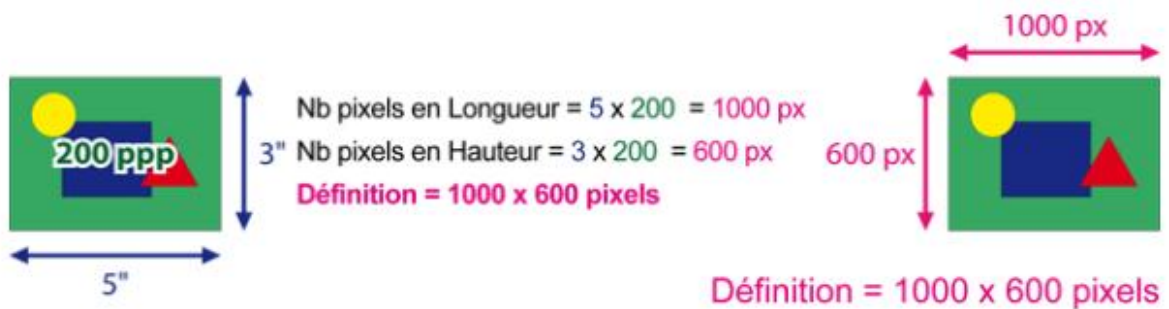 200 ppp
3"
5"
Nb pixels en Longueur = 5 x 200 = 1000 px
Nb pixels en Hauteur = 3 x 200 = 600 px
Définition = 1000 x 600 pixels
1000 px
600 px
Définition = 1000 x 600 pixels